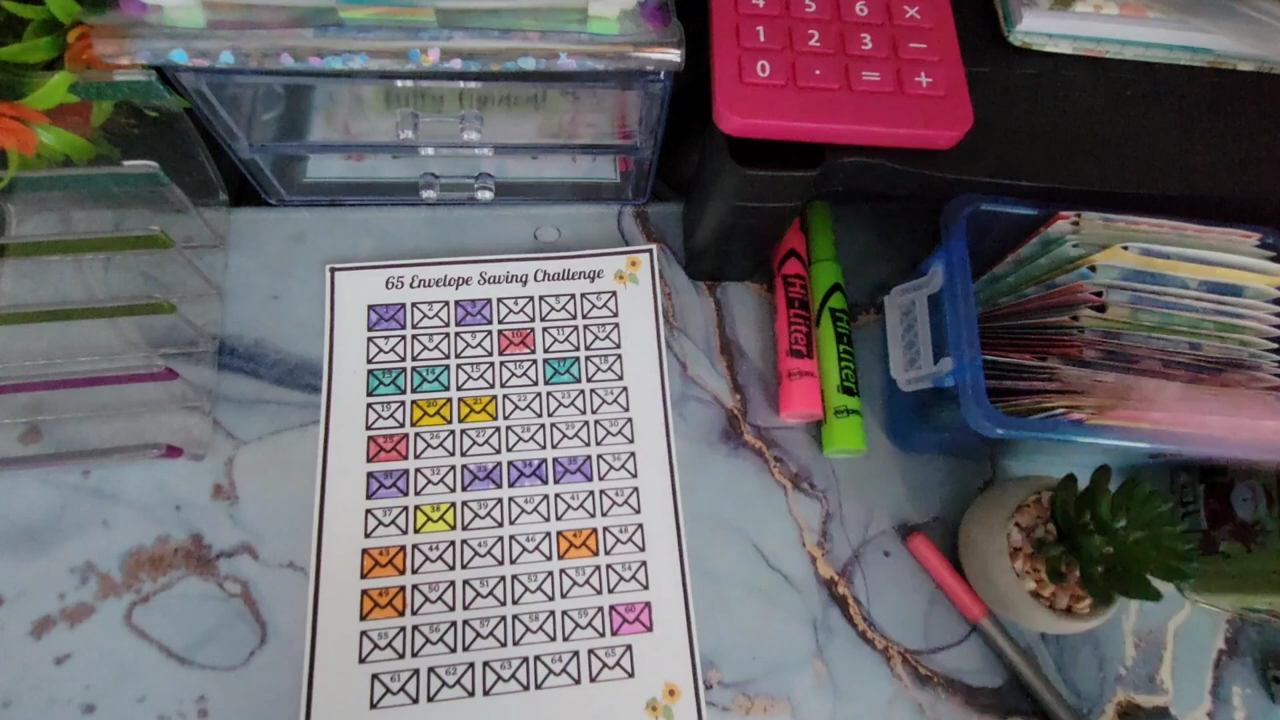 4 5 6 ×
1 2 3 −
0 . = +
65 Envelope Saving Challenge
1 2 3 4 5 6
7 8 9 10 11 12
13 14 15 16 17 18
19 20 21 22 23 24
25 26 27 28 29 30
31 32 33 34 35 36
37 38 39 40 41 42
43 44 45 46 47 48
49 50 51 52 53 54
55 56 57 58 59 60
61 62 63 64 65
Hi-Liter
AVERY
Hi-Liter
AVERY